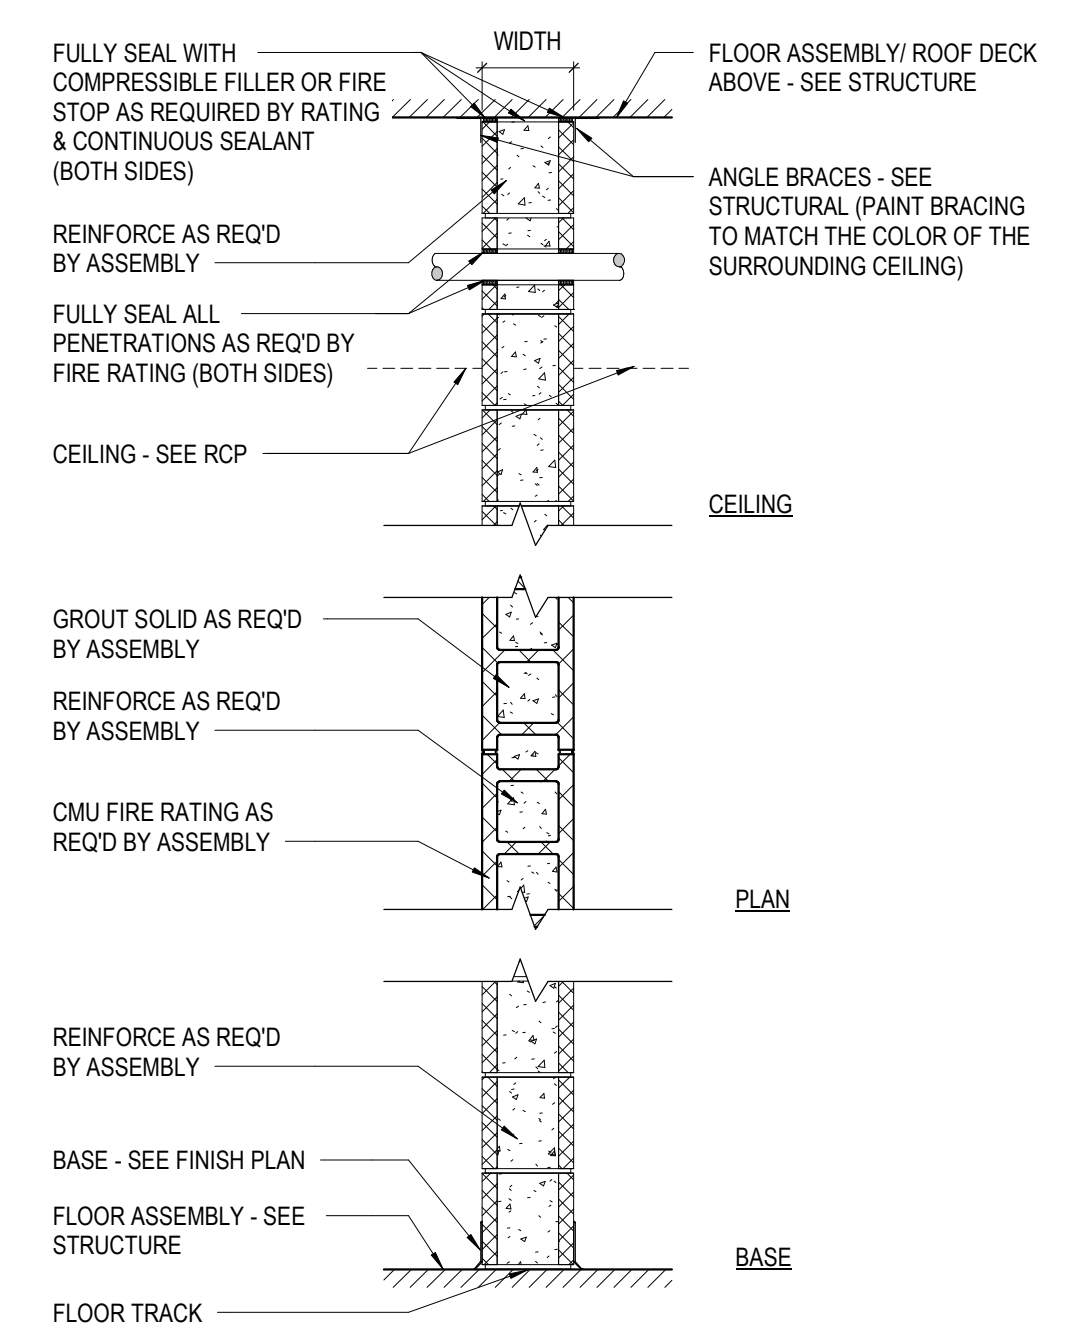 WIDTH
FULLY SEAL WITH
COMPRESSIBLE FILLER OR FIRE
STOP AS REQUIRED BY RATING
& CONTINUOUS SEALANT
(BOTH SIDES)
FLOOR ASSEMBLY/ ROOF DECK
ABOVE - SEE STRUCTURE
ANGLE BRACES - SEE
STRUCTURAL (PAINT BRACING
TO MATCH THE COLOR OF THE
SURROUNDING CEILING)
REINFORCE AS REQ'D
BY ASSEMBLY
FULLY SEAL ALL
PENETRATIONS AS REQ'D BY
FIRE RATING (BOTH SIDES)
CEILING - SEE RCP
CEILING
GROUT SOLID AS REQ'D
BY ASSEMBLY
REINFORCE AS REQ'D
BY ASSEMBLY
CMU FIRE RATING AS
REQ'D BY ASSEMBLY
PLAN
REINFORCE AS REQ'D
BY ASSEMBLY
BASE - SEE FINISH PLAN
FLOOR ASSEMBLY - SEE
STRUCTURE
BASE
FLOOR TRACK